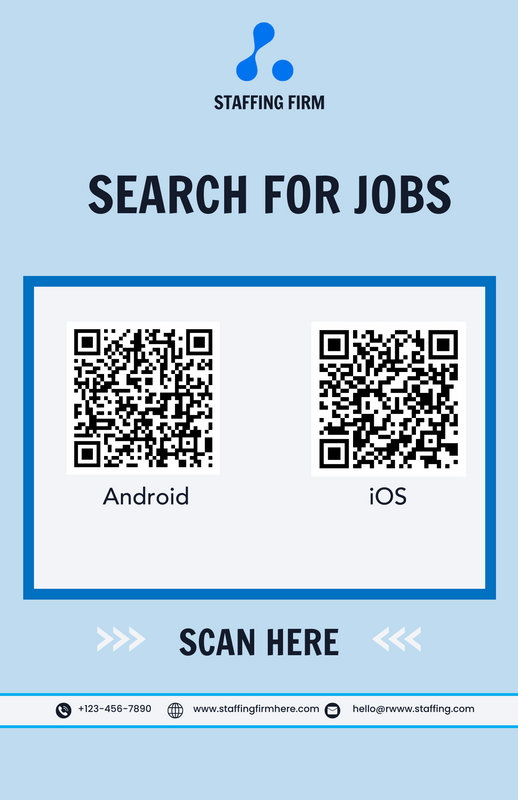 STAFFING FIRM
SEARCH FOR JOBS
Android
iOS
SCAN HERE
+123-456-7890
www.staffingfirmhere.com
hello@rwww.staffing.com